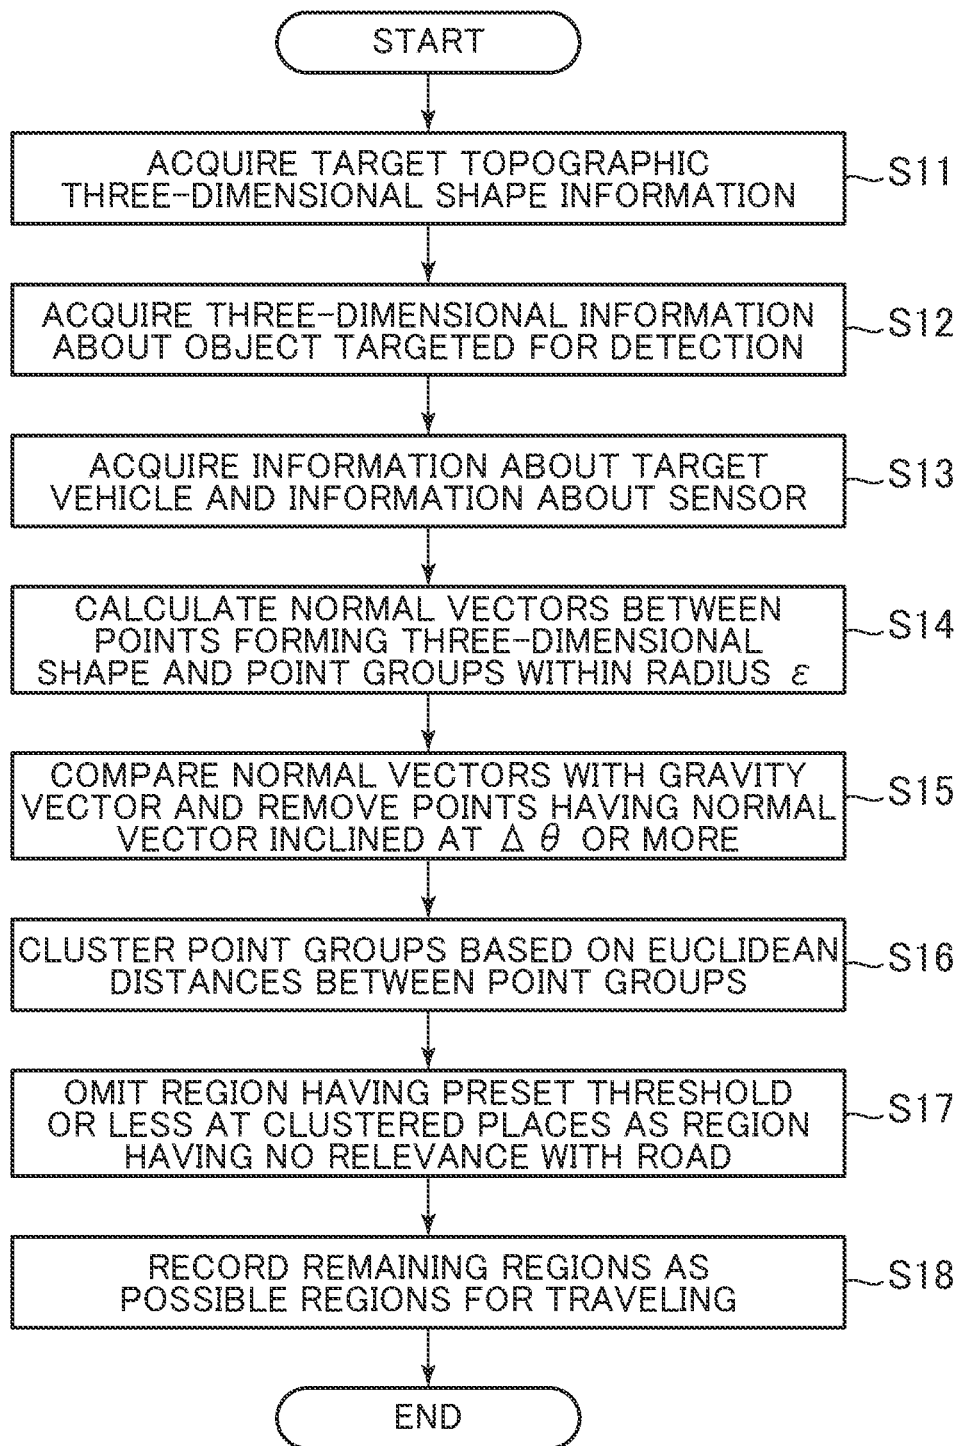 START
ACQUIRE TARGET TOPOGRAPHIC
THREE-DIMENSIONAL SHAPE INFORMATION
S11
ACQUIRE THREE-DIMENSIONAL INFORMATION
ABOUT OBJECT TARGETED FOR DETECTION
S12
ACQUIRE INFORMATION ABOUT TARGET
VEHICLE AND INFORMATION ABOUT SENSOR
S13
CALCULATE NORMAL VECTORS BETWEEN
POINTS FORMING THREE-DIMENSIONAL
SHAPE AND POINT GROUPS WITHIN RADIUS ε
S14
COMPARE NORMAL VECTORS WITH GRAVITY
VECTOR AND REMOVE POINTS HAVING NORMAL
VECTOR INCLINED AT Δ θ OR MORE
S15
CLUSTER POINT GROUPS BASED ON EUCLIDEAN
DISTANCES BETWEEN POINT GROUPS
S16
OMIT REGION HAVING PRESET THRESHOLD
OR LESS AT CLUSTERED PLACES AS REGION
HAVING NO RELEVANCE WITH ROAD
S17
RECORD REMAINING REGIONS AS
POSSIBLE REGIONS FOR TRAVELING
S18
END